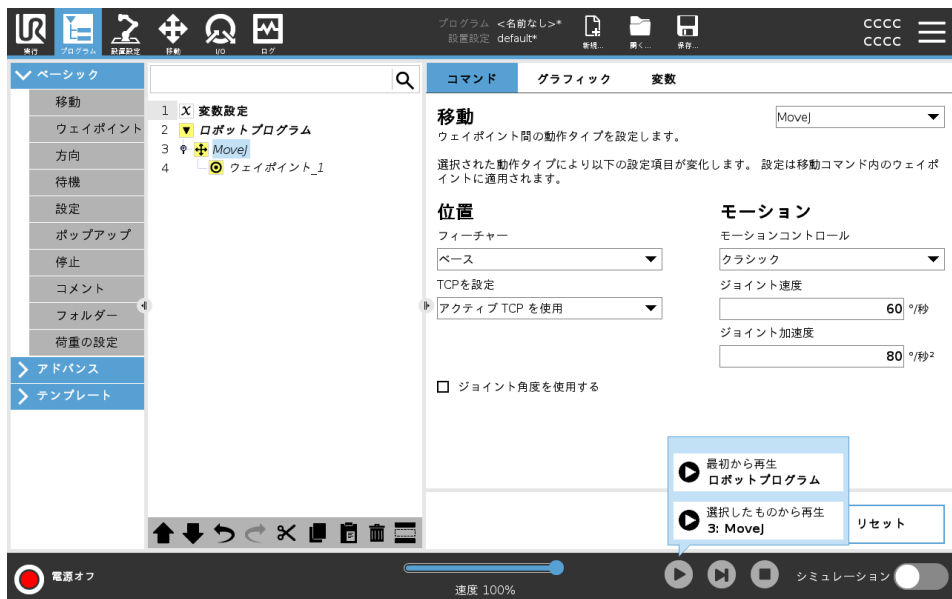 UR
実行
プログラム
設置設定
移動
I/O
ログ
プログラム <名前なし>*
設置設定 default*
新規...
開く...
保存...
CCCC
CCCC
ベーシック
移動
ウェイポイント
方向
待機
設定
ポップアップ
停止
コメント
フォルダー
荷重の設定
アドバンス
テンプレート
1 X 変数設定
2 ロボットプログラム
3 MoveJ
4 ウェイポイント_1
コマンド グラフィック 変数
移動
MoveJ
ウェイポイント間の動作タイプを設定します。
選択された動作タイプにより以下の設定項目が変化します。 設定は移動コマンド内のウェイポ
イントに適用されます。
位置
フィーチャー
ベース
TCPを設定
アクティブ TCP を使用
モーション
モーションコントロール
クラシック
ジョイント速度
60 °/秒
ジョイント加速度
80 °/秒²
ジョイント角度を使用する
最初から再生
ロボットプログラム
選択したものから再生
3: MoveJ
リセット
電源オフ
速度 100%
シミュレーション